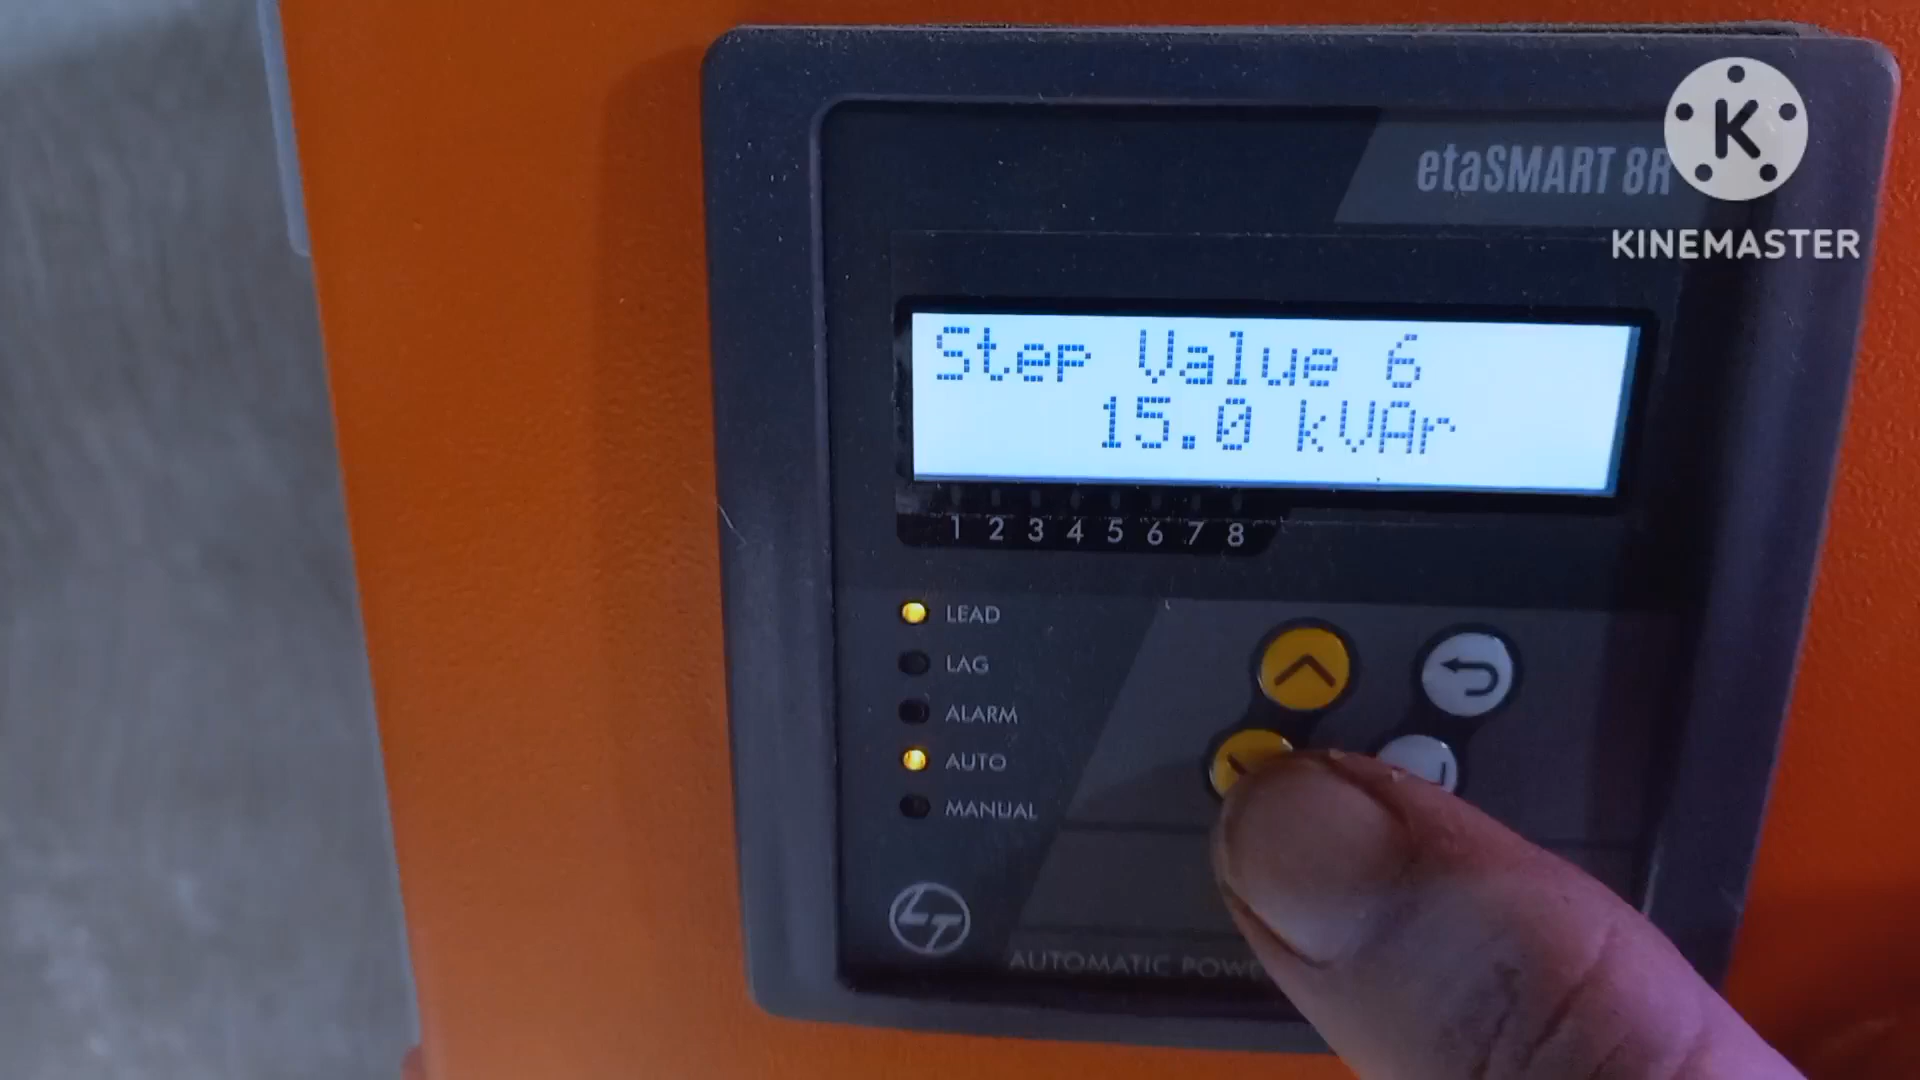 etaSMART 8R
K
KINEMASTER
Step Value 6
15.0 kVAr
1 2 3 4 5 6 7 8
LEAD
LAG
ALARM
AUTO
MANUAL
LT
AUTOMATIC